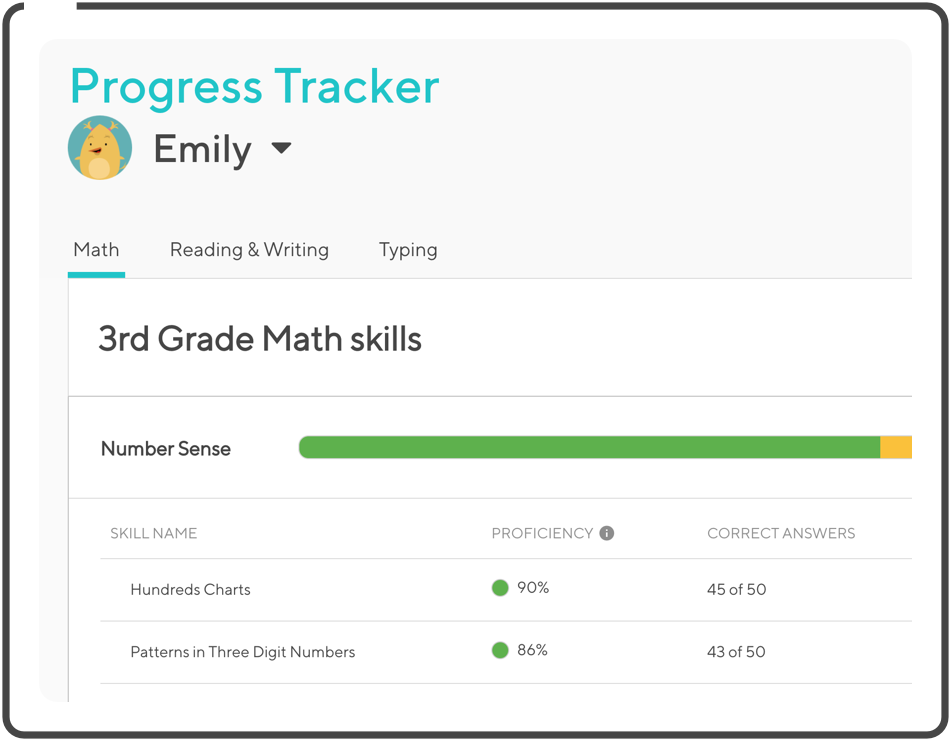 Progress Tracker
Emily
Math Reading & Writing Typing
3rd Grade Math skills
Number Sense
SKILL NAME PROFICIENCY CORRECT ANSWERS
Hundreds Charts 90% 45 of 50
Patterns in Three Digit Numbers 86% 43 of 50